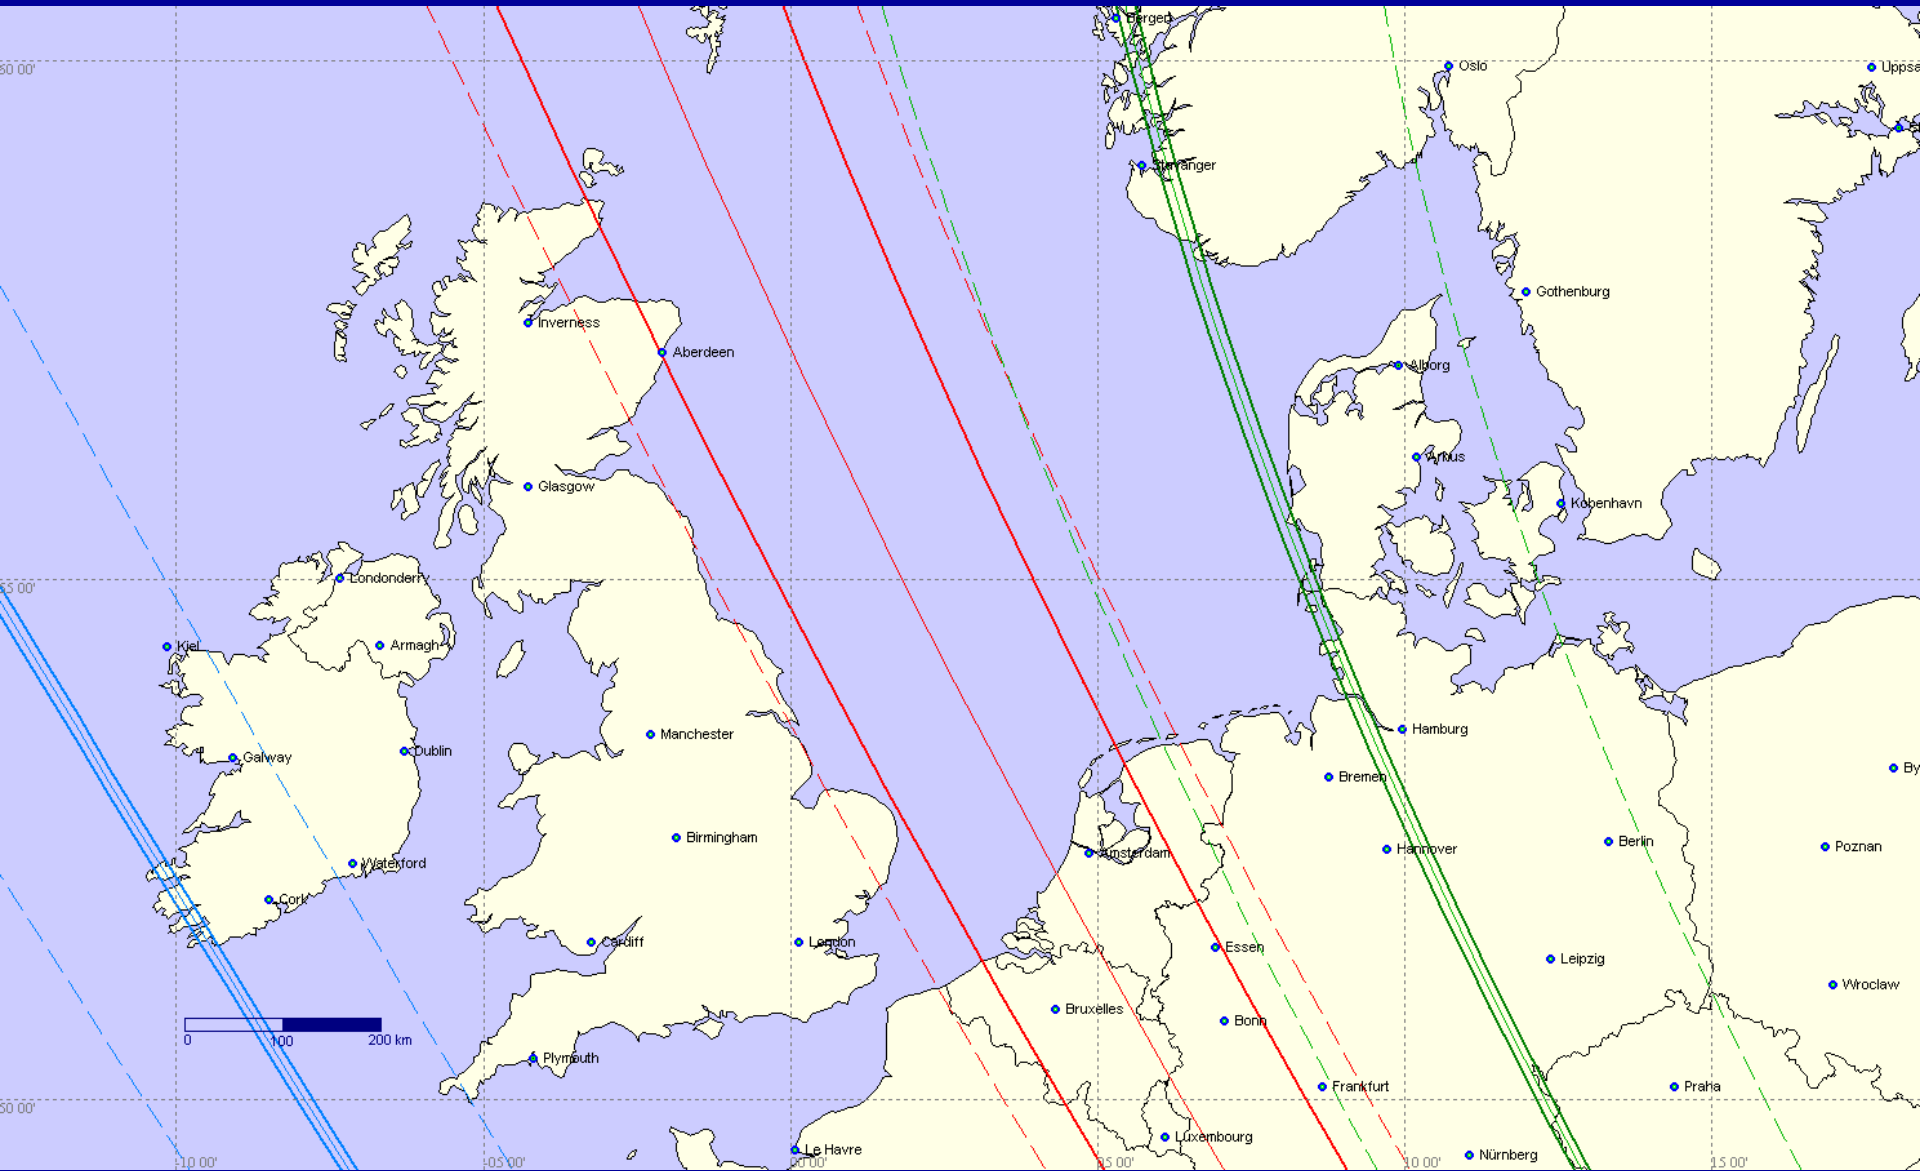 Bergen
60 00'
Oslo
Uppsa
Stavanger
Gothenburg
Inverness
Aberdeen
Alborg
Arhus
Glasgow
Kobenhavn
Londonderry
55 00'
Kiel
Armagh
Manchester
Hamburg
Galway
Dublin
Bremen
By
Birmingham
Berlin
Poznan
Amsterdam
Hannover
Waterford
Cork
Cardiff
London
Essen
Leipzig
Wroclaw
Bruxelles
Bonn
0 100 200 km
Plymouth
Frankfurt
Praha
50 00'
Luxembourg
Le Havre
Nürnberg
-10 00' -05 00' 00 00' 05 00' 10 00' 15 00'